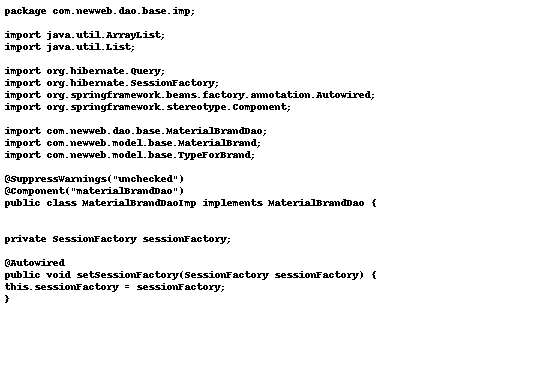 package com.newweb.dao.base.imp;
import java.util.ArrayList;
import java.util.List;
import org.hibernate.Query;
import org.hibernate.SessionFactory;
import org.springframework.beans.factory.annotation.Autowired;
import org.springframework.stereotype.Component;
import com.newweb.dao.base.MaterialBrandDao;
import com.newweb.model.base.MaterialBrand;
import com.newweb.model.base.TypeForBrand;
@SuppressWarnings("unchecked")
@Component("materialBrandDao")
public class MaterialBrandDaoImp implements MaterialBrandDao {
private SessionFactory sessionFactory;
@Autowired
public void setSessionFactory(SessionFactory sessionFactory) {
this.sessionFactory = sessionFactory;
}